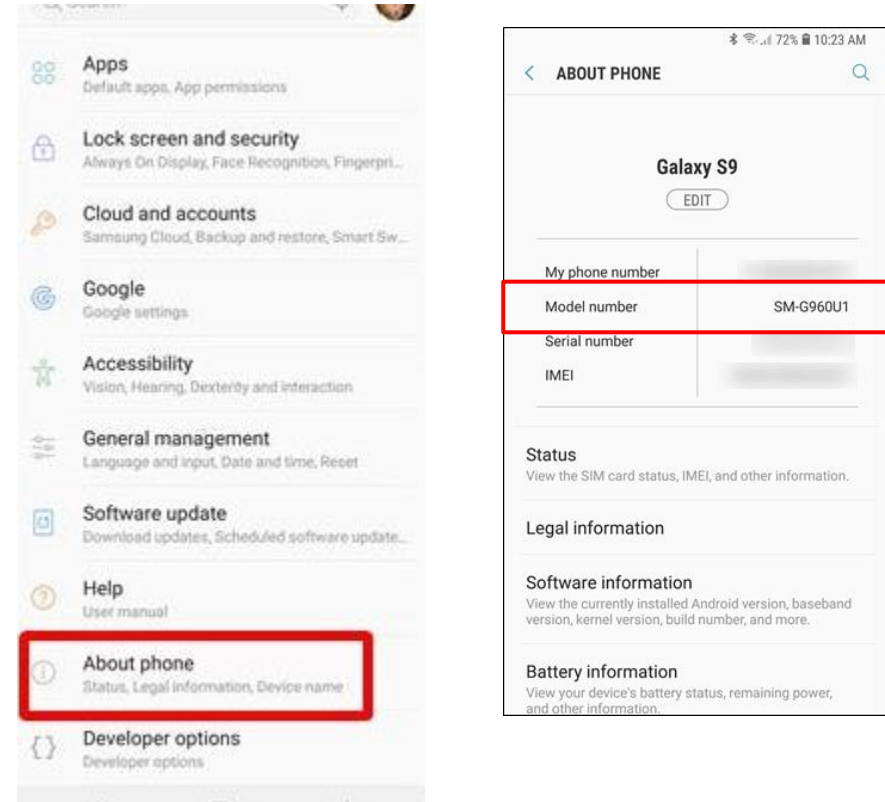 Apps
Default apps, App permissions
Lock screen and security
Always On Display, Face Recognition, Fingerpri...
Cloud and accounts
Samsung Cloud, Backup and restore, Smart Sw...
Google
Google settings
Accessibility
Vision, Hearing, Dexterity and interaction
General management
Language and input, Date and time, Reset
Software update
Download updates, Scheduled software update...
Help
User manual
About phone
Status, Legal information, Device name
Developer options
Developer options
72% 10:23 AM
ABOUT PHONE
Galaxy S9
EDIT
My phone number
Model number SM-G960U1
Serial number
IMEI
Status
View the SIM card status, IMEI, and other information.
Legal information
Software information
View the currently installed Android version, baseband
version, kernel version, build number, and more.
Battery information
View your device's battery status, remaining power,
and other information.